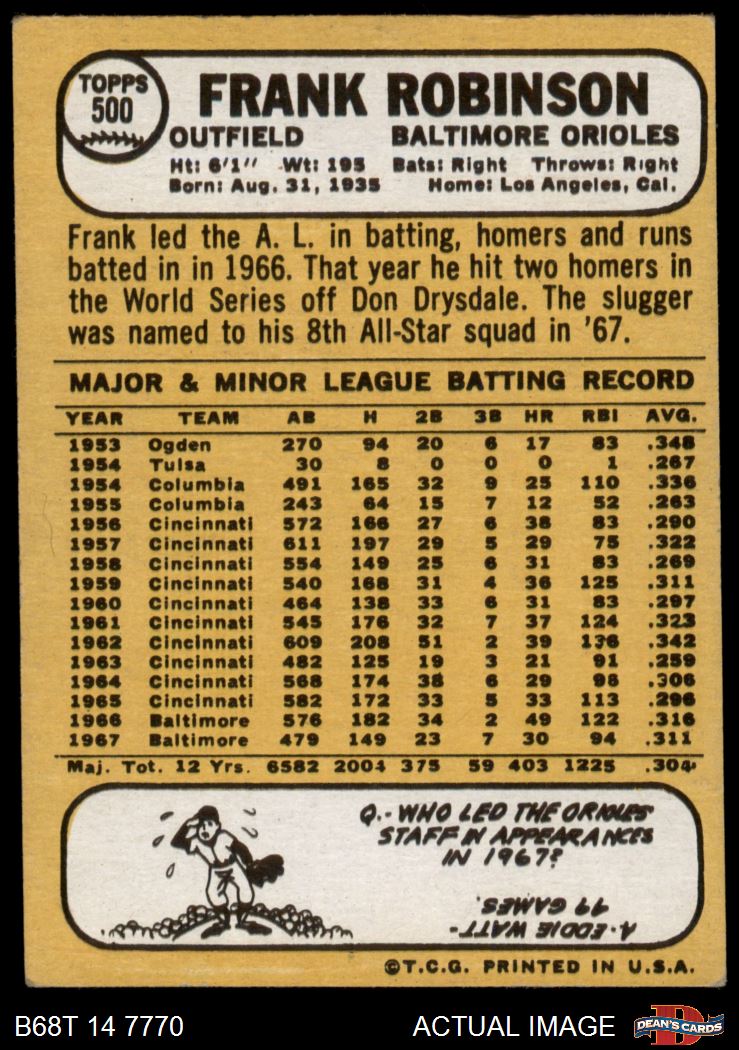 TOPPS
500
FRANK ROBINSON
OUTFIELD BALTIMORE ORIOLES
Ht: 6'1" Wt: 195 Bats: Right Throws: Right
Born: Aug. 31, 1935 Home: Los Angeles, Cal.
Frank led the A. L. in batting, homers and runs
batted in in 1966. That year he hit two homers in
the World Series off Don Drysdale. The slugger
was named to his 8th All-Star squad in '67.
MAJOR & MINOR LEAGUE BATTING RECORD
YEAR TEAM AB H 2B 3B HR RBI AVG.
1953 Ogden 270 94 20 6 17 83 .348
1954 Tulsa 30 8 0 0 0 1 .267
1954 Columbia 491 165 32 9 25 110 .336
1955 Columbia 243 64 15 7 12 52 .263
1956 Cincinnati 572 166 27 6 38 83 .290
1957 Cincinnati 611 197 29 5 29 75 .322
1958 Cincinnati 554 149 25 6 31 83 .269
1959 Cincinnati 540 168 31 4 36 125 .311
1960 Cincinnati 464 138 33 6 31 83 .297
1961 Cincinnati 545 176 32 7 37 124 .323
1962 Cincinnati 609 208 51 2 39 136 .342
1963 Cincinnati 482 125 19 3 21 91 .259
1964 Cincinnati 568 174 38 6 29 96 .306
1965 Cincinnati 582 172 33 5 33 113 .296
1966 Baltimore 576 182 34 2 49 122 .316
1967 Baltimore 479 149 23 7 30 94 .311
Maj. Tot. 12 Yrs. 6582 2004 375 59 403 1225 .304
Q.-WHO LED THE ORIOLES
STAFF IN APPEARANCES
IN 1967?
A-EDDIE WATT-
49 GAMES.
©T.C.G. PRINTED IN U.S.A.
B68T 14 7770 ACTUAL IMAGE
DEAN'S CARDS